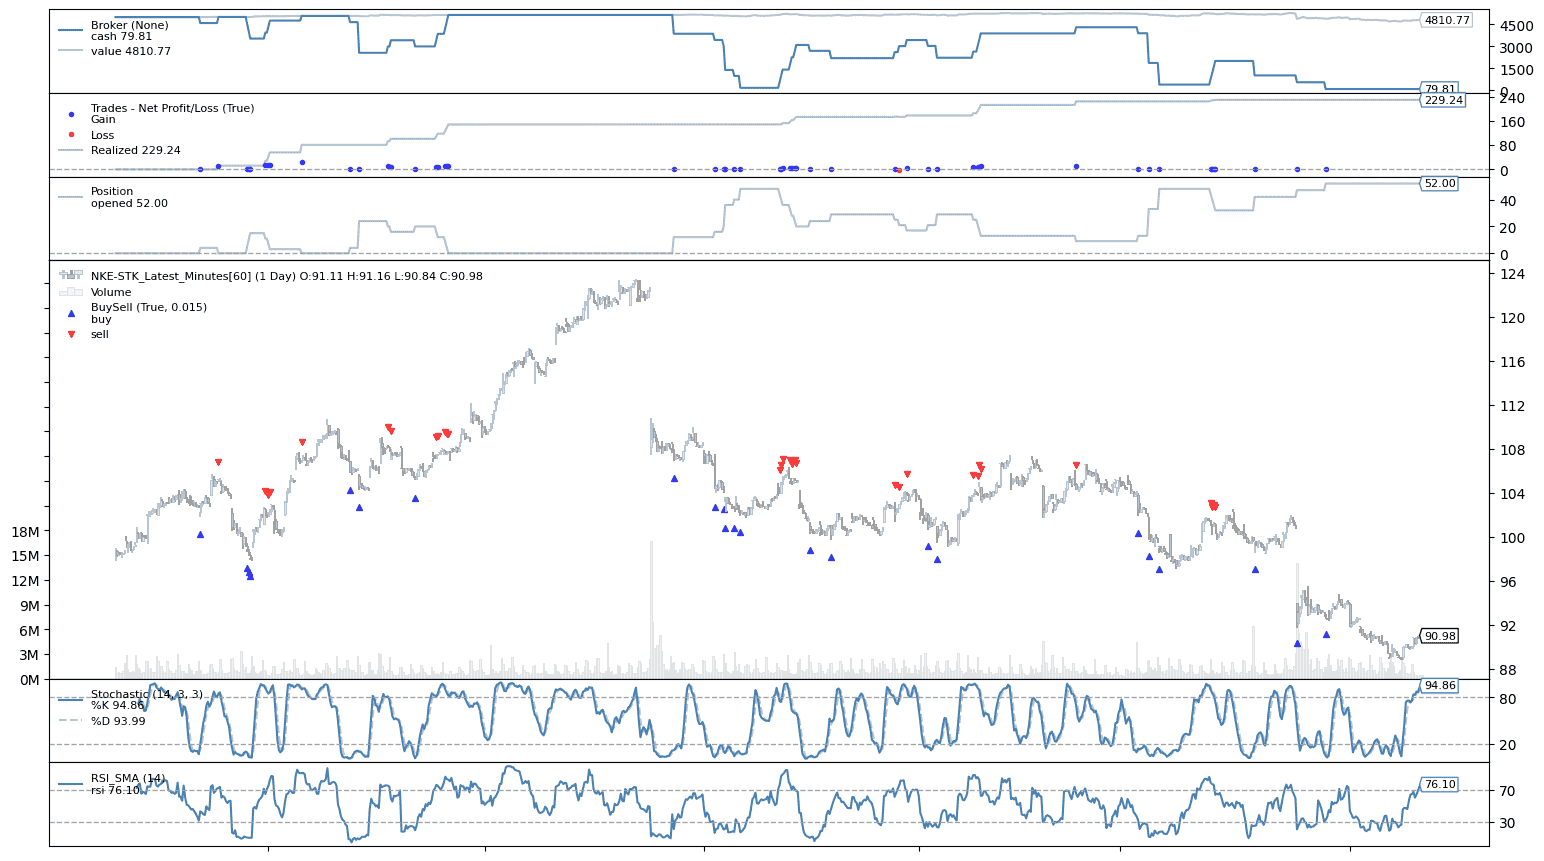 Broker (None)
cash 79.81
value 4810.77
4810.77
4500
3000
1500
79.81
0
Trades - Net Profit/Loss (True)
Gain
Loss
Realized 229.24
240
229.24
160
80
0
Position
opened 52.00
52.00
40
20
0
NKE-STK_Latest_Minutes[60] (1 Day) O:91.11 H:91.16 L:90.84 C:90.98
Volume
BuySell (True, 0.015)
buy
sell
18M
15M
12M
9M
6M
3M
0M
124
120
116
112
108
104
100
96
92
90.98
88
Stochastic (14, 3, 3)
%K 94.86
%D 93.99
94.86
80
20
RSI_SMA (14)
rsi 76.10
76.10
70
30